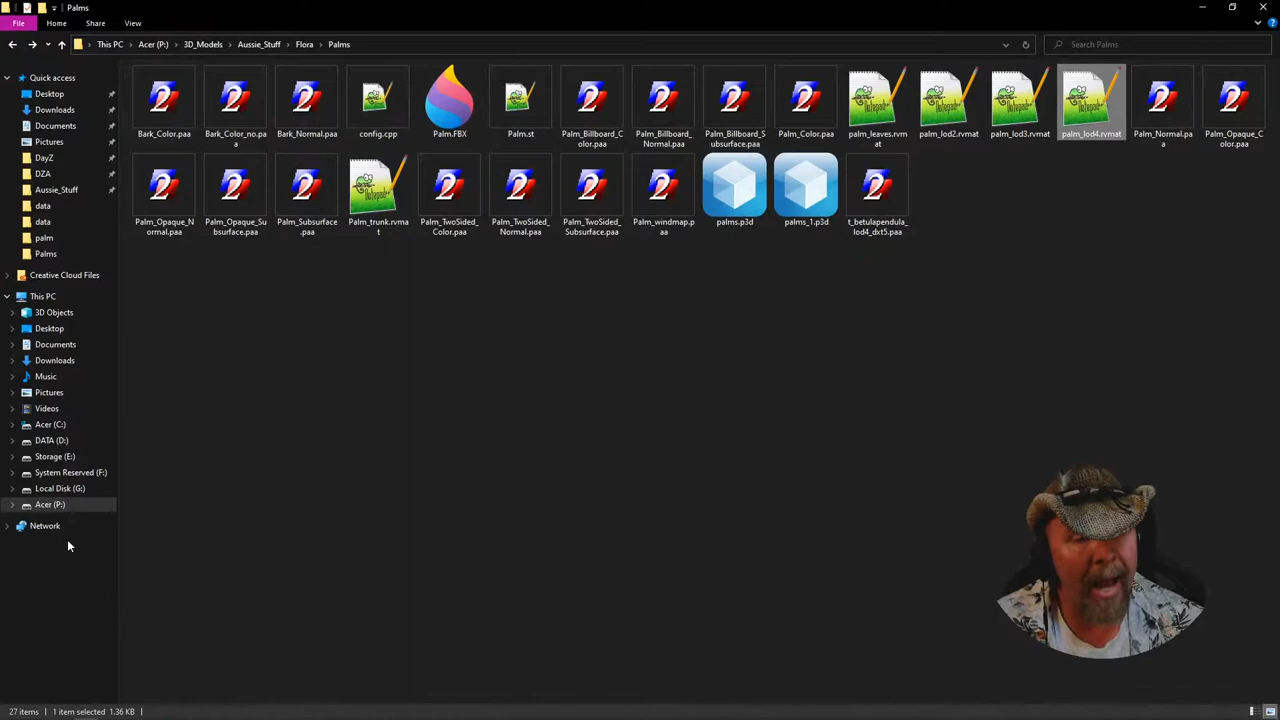 Palms
File
Home
Share
View
This PC
Acer (P:)
3D_Models
Aussie_Stuff
Flora
Palms
Search Palms
Quick access
Desktop
Downloads
Documents
Pictures
DayZ
DZA
Aussie_Stuff
data
data
palm
Palms
Creative Cloud Files
This PC
3D Objects
Desktop
Documents
Downloads
Music
Pictures
Videos
Acer (C:)
DATA (D:)
Storage (E:)
System Reserved (F:)
Local Disk (G:)
Acer (P:)
Network
Bark_Color.paa
Bark_Color_no.pa
a
Bark_Normal.paa
config.cpp
Palm.FBX
Palm.st
Palm_Billboard_C
olor.paa
Palm_Billboard_
Normal.paa
Palm_Billboard_S
ubsurface.paa
Palm_Color.paa
palm_leaves.rvm
at
palm_lod2.rvmat
palm_lod3.rvmat
palm_lod4.rvmat
Palm_Normal.pa
a
Palm_Opaque_C
olor.paa
Palm_Opaque_N
ormal.paa
Palm_Opaque_Su
bsurface.paa
Palm_Subsurface
.paa
Palm_trunk.rvma
t
Palm_TwoSided_
Color.paa
Palm_TwoSided_
Normal.paa
Palm_TwoSided_
Subsurface.paa
Palm_windmap.p
aa
palms.p3d
palms_1.p3d
t_betulapendula_
lod4_dxt5.paa
27 items
1 item selected 1.36 KB